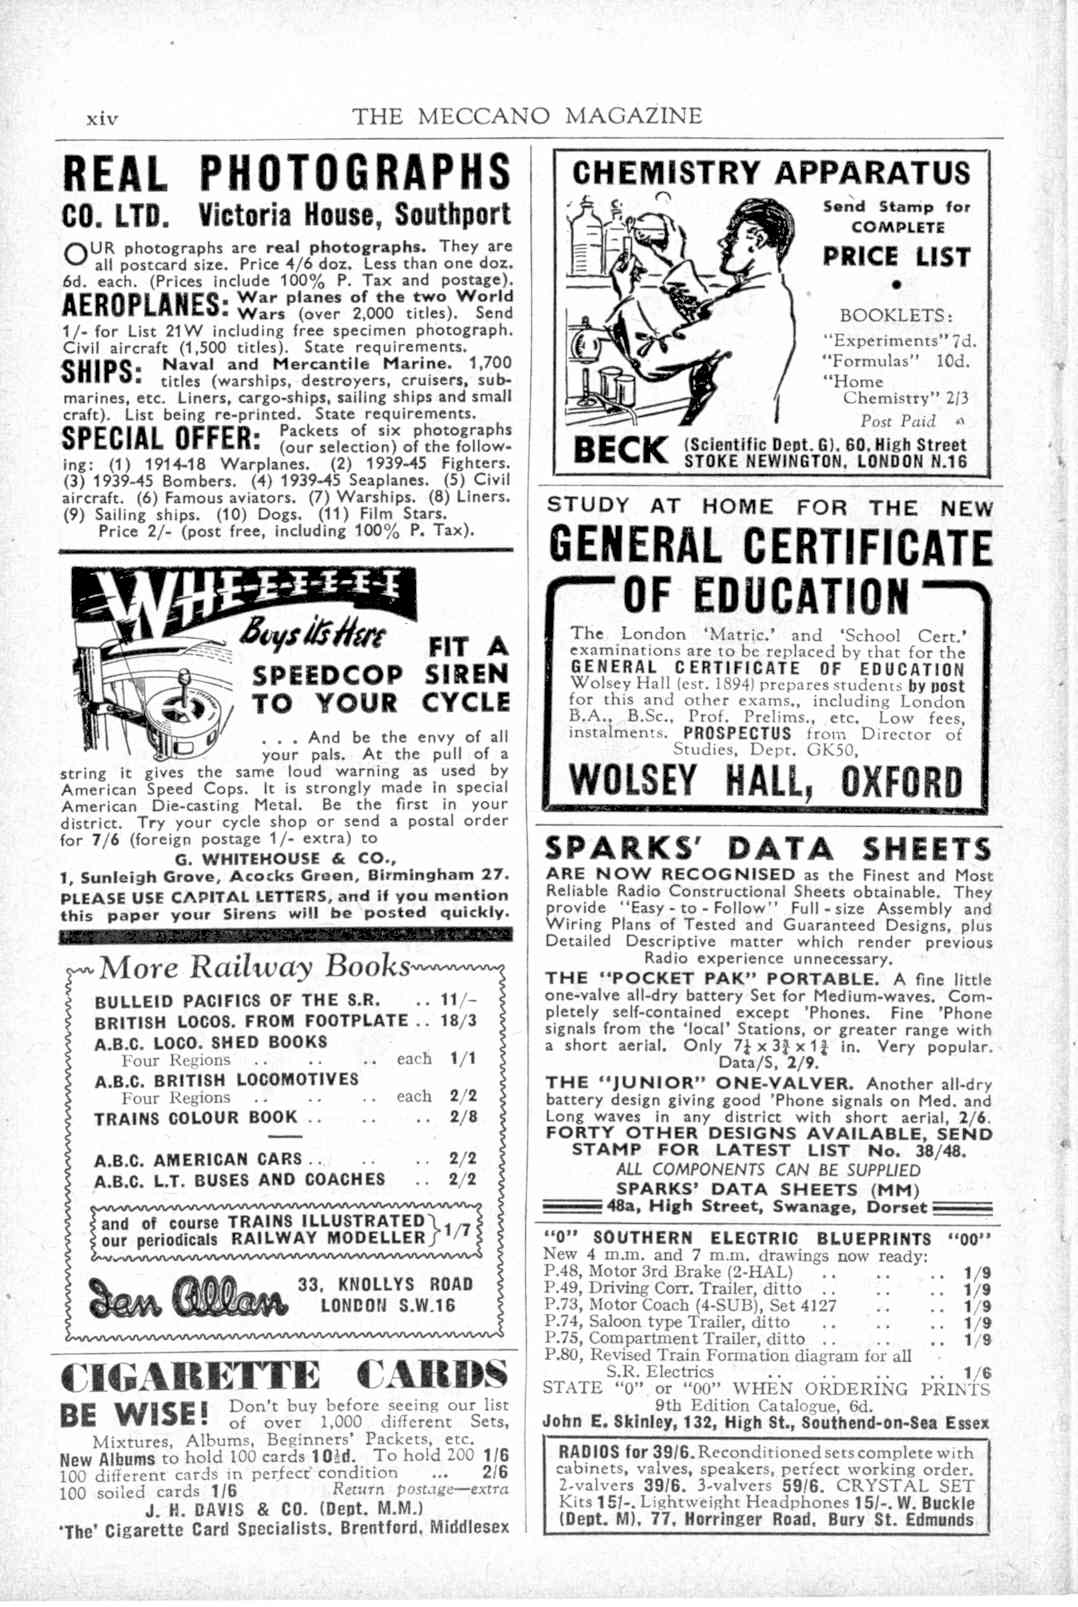 xiv
THE MECCANO MAGAZINE
REAL PHOTOGRAPHS
CO. LTD. Victoria House, Southport
OUR photographs are real photographs. They are
all postcard size. Price 4/6 doz. Less than one doz.
6d. each. (Prices include 100% P. Tax and postage).
AEROPLANES: War planes of the two World
Wars (over 2,000 titles). Send
1/- for List 21W including free specimen photograph.
Civil aircraft (1,500 titles). State requirements.
SHIPS: Naval and Mercantile Marine. 1,700
titles (warships, destroyers, cruisers, sub-
marines, etc. Liners, cargo-ships, sailing ships and small
craft). List being re-printed. State requirements.
SPECIAL OFFER: Packets of six photographs
(our selection) of the follow-
ing: (1) 1914-18 Warplanes. (2) 1939-45 Fighters.
(3) 1939-45 Bombers. (4) 1939-45 Seaplanes. (5) Civil
aircraft. (6) Famous aviators. (7) Warships. (8) Liners.
(9) Sailing ships. (10) Dogs. (11) Film Stars.
Price 2/- (post free, including 100% P. Tax).
WHEEIIIII
Boys it's Here
FIT A
SPEEDCOP SIREN
TO YOUR CYCLE
. . . And be the envy of all
your pals. At the pull of a
string it gives the same loud warning as used by
American Speed Cops. It is strongly made in special
American Die-casting Metal. Be the first in your
district. Try your cycle shop or send a postal order
for 7/6 (foreign postage 1/- extra) to
G. WHITEHOUSE & CO.,
1, Sunleigh Grove, Acocks Green, Birmingham 27.
PLEASE USE CAPITAL LETTERS, and if you mention
this paper your Sirens will be posted quickly.
More Railway Books
BULLEID PACIFICS OF THE S.R. .. 11/-
BRITISH LOCOS. FROM FOOTPLATE .. 18/3
A.B.C. LOCO. SHED BOOKS
Four Regions .. .. .. each 1/1
A.B.C. BRITISH LOCOMOTIVES
Four Regions .. .. .. each 2/2
TRAINS COLOUR BOOK .. .. .. 2/8
A.B.C. AMERICAN CARS .. .. .. 2/2
A.B.C. L.T. BUSES AND COACHES .. 2/2
and of course TRAINS ILLUSTRATED } 1/7
our periodicals RAILWAY MODELLER
Ian Allan
33, KNOLLYS ROAD
LONDON S.W.16
CIGARETTE CARDS
BE WISE! Don't buy before seeing our list
of over 1,000 different Sets,
Mixtures, Albums, Beginners' Packets, etc.
New Albums to hold 100 cards 10½d. To hold 200 1/6
100 different cards in perfect condition ... 2/6
100 soiled cards 1/6 Return postage—extra
J. H. DAVIS & CO. (Dept. M.M.)
'The' Cigarette Card Specialists, Brentford, Middlesex
CHEMISTRY APPARATUS
Send Stamp for
COMPLETE
PRICE LIST
BOOKLETS:
"Experiments" 7d.
"Formulas" 10d.
"Home
Chemistry" 2/3
Post Paid
BECK (Scientific Dept. G), 60, High Street
STOKE NEWINGTON, LONDON N.16
STUDY AT HOME FOR THE NEW
GENERAL CERTIFICATE
OF EDUCATION
The London 'Matric.' and 'School Cert.'
examinations are to be replaced by that for the
GENERAL CERTIFICATE OF EDUCATION
Wolsey Hall (est. 1894) prepares students by post
for this and other exams., including London
B.A., B.Sc., Prof. Prelims., etc. Low fees,
instalments. PROSPECTUS from Director of
Studies, Dept. GK50,
WOLSEY HALL, OXFORD
SPARKS' DATA SHEETS
ARE NOW RECOGNISED as the Finest and Most
Reliable Radio Constructional Sheets obtainable. They
provide "Easy-to-Follow" Full-size Assembly and
Wiring Plans of Tested and Guaranteed Designs, plus
Detailed Descriptive matter which render previous
Radio experience unnecessary.
THE "POCKET PAK" PORTABLE. A fine little
one-valve all-dry battery Set for Medium-waves. Com-
pletely self-contained except 'Phones. Fine 'Phone
signals from the 'local' Stations, or greater range with
a short aerial. Only 7¼ x 3¾ x 1¾ in. Very popular.
Data/S, 2/9.
THE "JUNIOR" ONE-VALVER. Another all-dry
battery design giving good 'Phone signals on Med. and
Long waves in any district with short aerial, 2/6.
FORTY OTHER DESIGNS AVAILABLE, SEND
STAMP FOR LATEST LIST No. 38/48.
ALL COMPONENTS CAN BE SUPPLIED
SPARKS' DATA SHEETS (MM)
48a, High Street, Swanage, Dorset
"0" SOUTHERN ELECTRIC BLUEPRINTS "00"
New 4 m.m. and 7 m.m. drawings now ready:
P.48, Motor 3rd Brake (2-HAL) .. .. .. 1/9
P.49, Driving Corr. Trailer, ditto .. .. .. 1/9
P.73, Motor Coach (4-SUB), Set 4127 .. .. 1/9
P.74, Saloon type Trailer, ditto .. .. .. 1/9
P.75, Compartment Trailer, ditto .. .. .. 1/9
P.80, Revised Train Formation diagram for all
S.R. Electrics .. .. .. .. 1/6
STATE "0" or "00" WHEN ORDERING PRINTS
9th Edition Catalogue, 6d.
John E. Skinley, 132, High St., Southend-on-Sea Essex
RADIOS for 39/6. Reconditioned sets complete with
cabinets, valves, speakers, perfect working order.
2-valvers 39/6. 3-valvers 59/6. CRYSTAL SET
Kits 15/-. Lightweight Headphones 15/-. W. Buckle
(Dept. M), 77, Horringer Road, Bury St. Edmunds